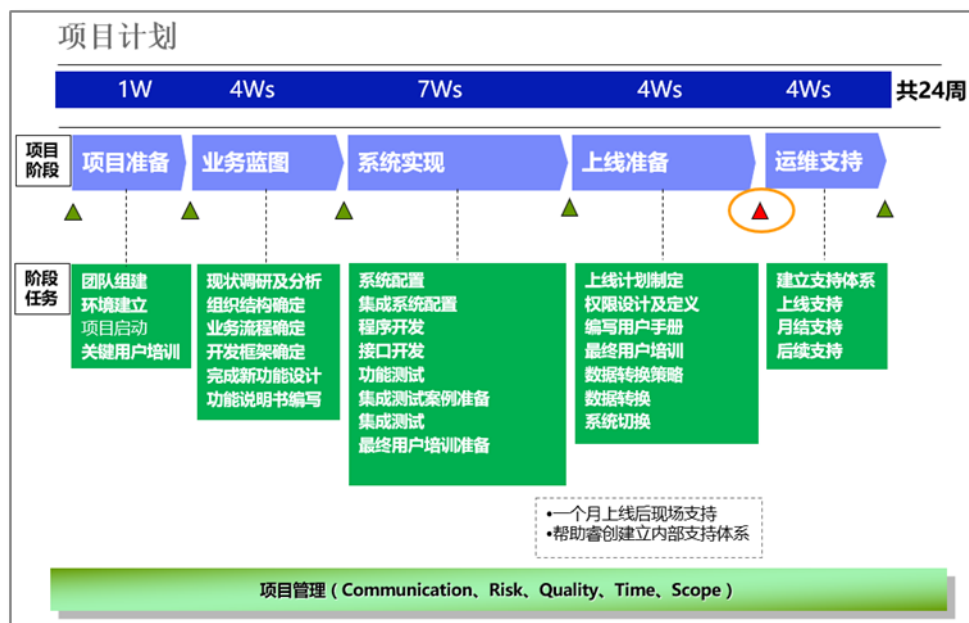 项目计划
1W
4Ws
7Ws
4Ws
4Ws
共24周
项目
阶段
项目准备
业务蓝图
系统实现
上线准备
运维支持
阶段
任务
团队组建
环境建立
项目启动
关键用户培训
现状调研及分析
组织结构确定
业务流程确定
开发框架确定
完成新功能设计
功能说明书编写
系统配置
集成系统配置
程序开发
接口开发
功能测试
集成测试案例准备
集成测试
最终用户培训准备
上线计划制定
权限设计及定义
编写用户手册
最终用户培训
数据转换策略
数据转换
系统切换
建立支持体系
上线支持
月结支持
后续支持
•一个月上线后现场支持
•帮助睿创建立内部支持体系
项目管理（Communication、Risk、Quality、Time、Scope）